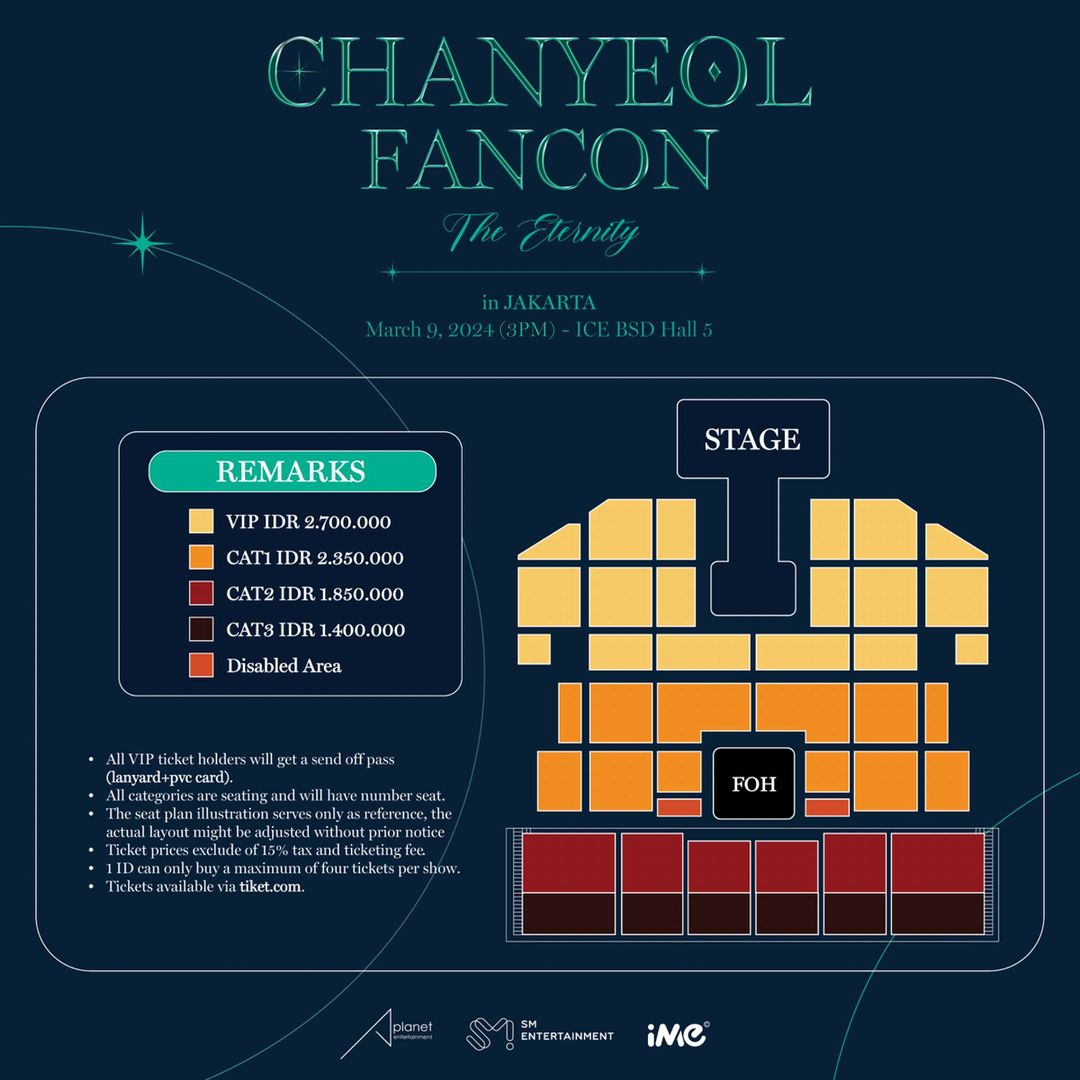 CHANYEOL
FANCON
The Eternity
in JAKARTA
March 9, 2024 (3PM) - ICE BSD Hall 5
REMARKS
VIP IDR 2.700.000
CAT1 IDR 2.350.000
CAT2 IDR 1.850.000
CAT3 IDR 1.400.000
Disabled Area
• All VIP ticket holders will get a send off pass
(lanyard+pvc card).
• All categories are seating and will have number seat.
• The seat plan illustration serves only as reference, the
actual layout might be adjusted without prior notice
• Ticket prices exclude of 15% tax and ticketing fee.
• 1 ID can only buy a maximum of four tickets per show.
• Tickets available via tiket.com.
STAGE
FOH
A planet
entertainment
SM
ENTERTAINMENT
iMe©